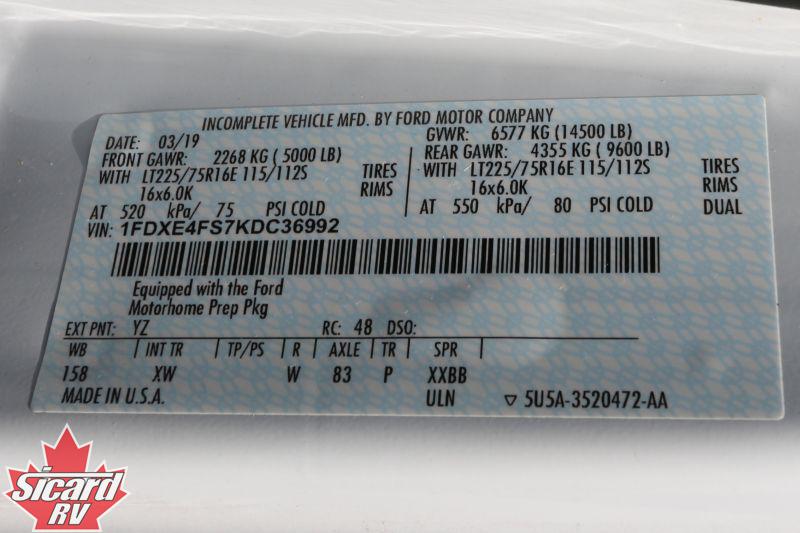 INCOMPLETE VEHICLE MFD. BY FORD MOTOR COMPANY
DATE: 03/19 GVWR: 6577 KG (14500 LB)
FRONT GAWR: 2268 KG ( 5000 LB) REAR GAWR: 4355 KG ( 9600 LB)
WITH LT225/75R16E 115/112S TIRES WITH LT225/75R16E 115/112S TIRES
16x6.0K RIMS 16x6.0K RIMS
AT 520 kPa/ 75 PSI COLD AT 550 kPa/ 80 PSI COLD DUAL
VIN: 1FDXE4FS7KDC36992
Equipped with the Ford
Motorhome Prep Pkg
EXT PNT: YZ RC: 48 DSO:
WB INT TR TP/PS R AXLE TR SPR
158 XW W 83 P XXBB
MADE IN U.S.A. ULN ▽ 5U5A-3520472-AA
Sicard
RV